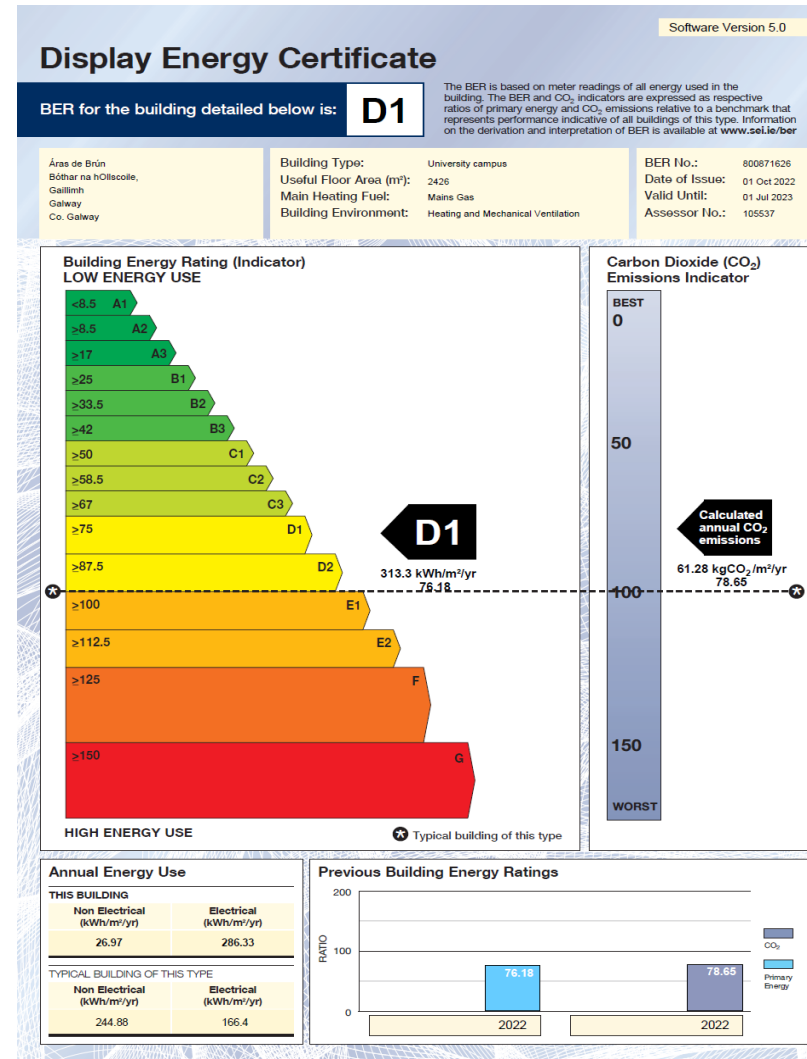 Software Version 5.0
Display Energy Certificate
BER for the building detailed below is:
D1
The BER is based on meter readings of all energy used in the
building. The BER and CO₂ indicators are expressed as respective
ratios of primary energy and CO₂ emissions relative to a benchmark that
represents performance indicative of all buildings of this type. Information
on the derivation and interpretation of BER is available at www.sei.ie/ber
Áras de Brún
Bóthar na hOllscoile,
Gaillimh
Galway
Co. Galway
Building Type: University campus
Useful Floor Area (m²): 2426
Main Heating Fuel: Mains Gas
Building Environment: Heating and Mechanical Ventilation
BER No.: 800871626
Date of Issue: 01 Oct 2022
Valid Until: 01 Jul 2023
Assessor No.: 105537
Building Energy Rating (Indicator)
LOW ENERGY USE
<8.5 A1
≥8.5 A2
≥17 A3
≥25 B1
≥33.5 B2
≥42 B3
≥50 C1
≥58.5 C2
≥67 C3
≥75 D1
≥87.5 D2
≥100 E1
≥112.5 E2
≥125 F
≥150 G
D1
313.3 kWh/m²/yr
76.18
HIGH ENERGY USE
Typical building of this type
Carbon Dioxide (CO₂)
Emissions Indicator
BEST
0
50
Calculated
annual CO₂
emissions
61.28 kgCO₂/m²/yr
78.65
100
150
WORST
Annual Energy Use
THIS BUILDING
Non Electrical
(kWh/m²/yr)
Electrical
(kWh/m²/yr)
26.97
286.33
TYPICAL BUILDING OF THIS TYPE
Non Electrical
(kWh/m²/yr)
Electrical
(kWh/m²/yr)
244.88
166.4
Previous Building Energy Ratings
RATIO
200
100
0
76.18
78.65
2022
2022
CO₂
Primary
Energy